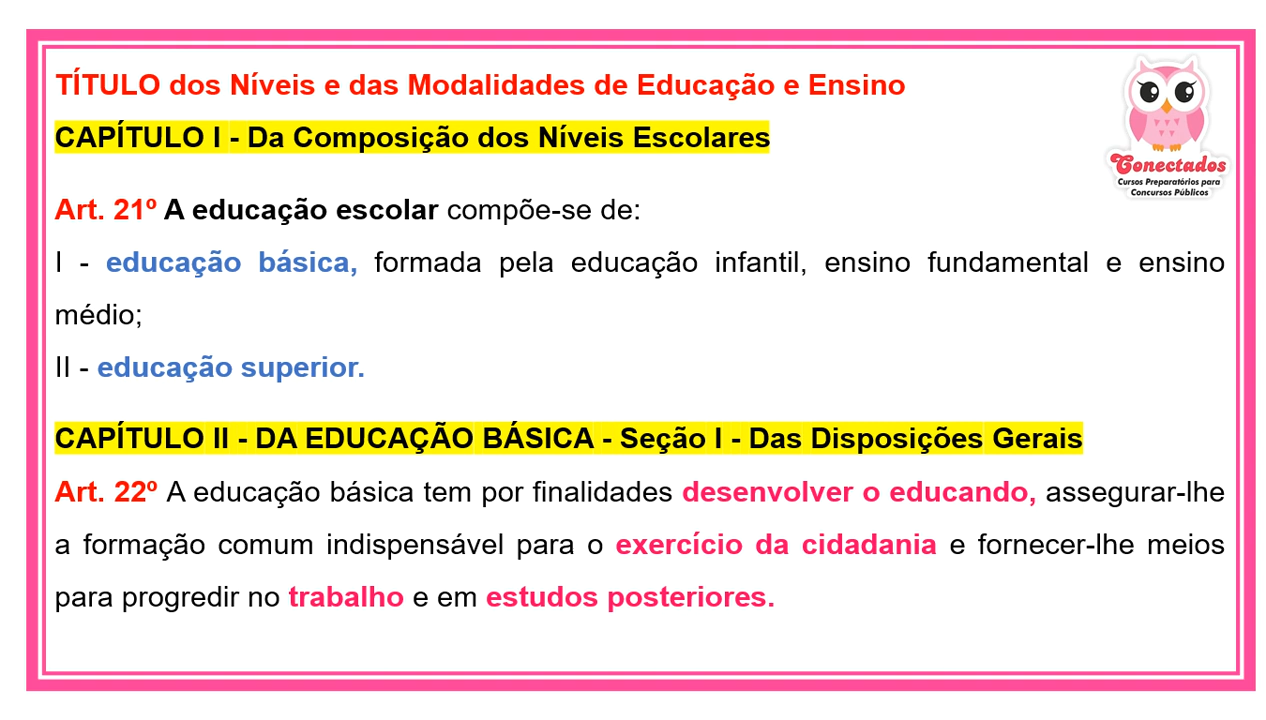 TÍTULO dos Níveis e das Modalidades de Educação e Ensino
CAPÍTULO I - Da Composição dos Níveis Escolares
Conectados
Cursos Preparatórios para
Concursos Públicos
Art. 21º A educação escolar compõe-se de:
I - educação básica, formada pela educação infantil, ensino fundamental e ensino
médio;
II - educação superior.
CAPÍTULO II - DA EDUCAÇÃO BÁSICA - Seção I - Das Disposições Gerais
Art. 22º A educação básica tem por finalidades desenvolver o educando, assegurar-lhe
a formação comum indispensável para o exercício da cidadania e fornecer-lhe meios
para progredir no trabalho e em estudos posteriores.